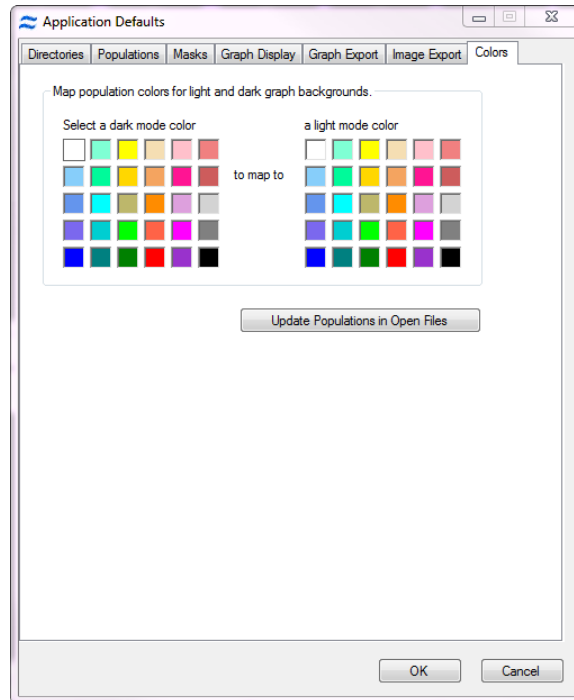 Application Defaults
Directories Populations Masks Graph Display Graph Export Image Export Colors
Map population colors for light and dark graph backgrounds.
Select a dark mode color a light mode color
to map to
Update Populations in Open Files
OK Cancel